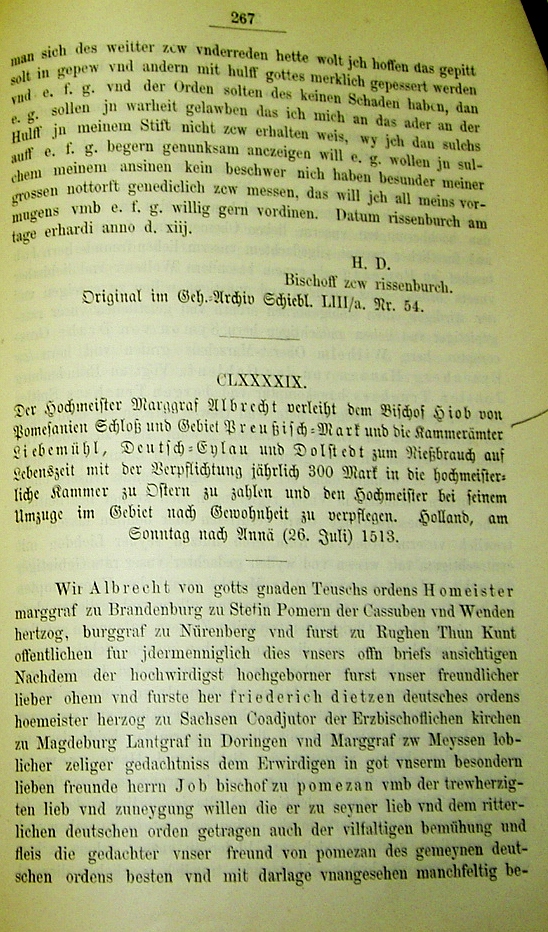 267
man sich des weitter zcw vnderreden hette wolt jch hoffen das gepitt
solt in gepew vnd andern mit hulff gottes merklich gepessert werden
vnd e. f. g. vnd der Orden solten des keinen Schaden haben, dan
e. g. sollen jn warheit gelawben das ich mich an das ader an der
Hulff jn meinem Stift nicht zcw erhalten weis, wy jch dan sulchs
auff e. f. g. begern genunksam anczeigen will e. g. wollen jn sul-
chem meinem ansinen kein beschwer nich haben besunder meiner
grossen nottorft genediclich zcw messen, das will jch all meins vor-
mugens vmb e. f. g. willig gern vordinen. Datum rissenburch am
tage erhardi anno d. xiij.
H. D.
Bischoff zcw rissenburch.
Original im Geh.-Archiv Schiebl. LIII/a. Nr. 54.
CLXXXXIX.
Der Hochmeister Marggraf Albrecht verleiht dem Bischof Hiob von
Pomesanien Schloß und Gebiet Preußisch-Mark und die Kammerämter
Liebemühl, Deutsch-Eylau und Dolstedt zum Nießbrauch auf
Lebenszeit mit der Verpflichtung jährlich 300 Mark in die hochmeister-
liche Kammer zu Ostern zu zahlen und den Hochmeister bei seinem
Umzuge im Gebiet nach Gewohnheit zu verpflegen. Holland, am
Sonntag nach Annä (26. Juli) 1513.
Wir Albrecht von gotts gnaden Teuschs ordens Homeister
marggraf zu Brandenburg zu Stetin Pomern der Cassuben vnd Wenden
hertzog, burggraf zu Nürenberg vnd furst zu Rughen Thun Kunt
offentlichen fur jdermenniglich dies vnsers offn briefs ansichtigen
Nachdem der hochwirdigst hochgeborner furst vnser freundlicher
lieber ohem vnd furste her friederich dietzen deutsches ordens
hoemeister herzog zu Sachsen Coadjutor der Erzbischoflichen kirchen
zu Magdeburg Lantgraf in Doringen vnd Marggraf zw Meyssen lob-
licher zeliger gedachtniss dem Erwirdigen in got vnserm besondern
lieben freunde herrn Job bischof zu pomezan vmb der trewherzig-
ten lieb vnd zuneygung willen die er zu seyner lieb vnd dem ritter-
lichen deutschen orden getragen auch der vilfaltigen bemühung und
fleis die gedachter vnser freund von pomezan des gemeynen deut-
schen ordens besten vnd mit darlage vnangesehen manchfeltig be-